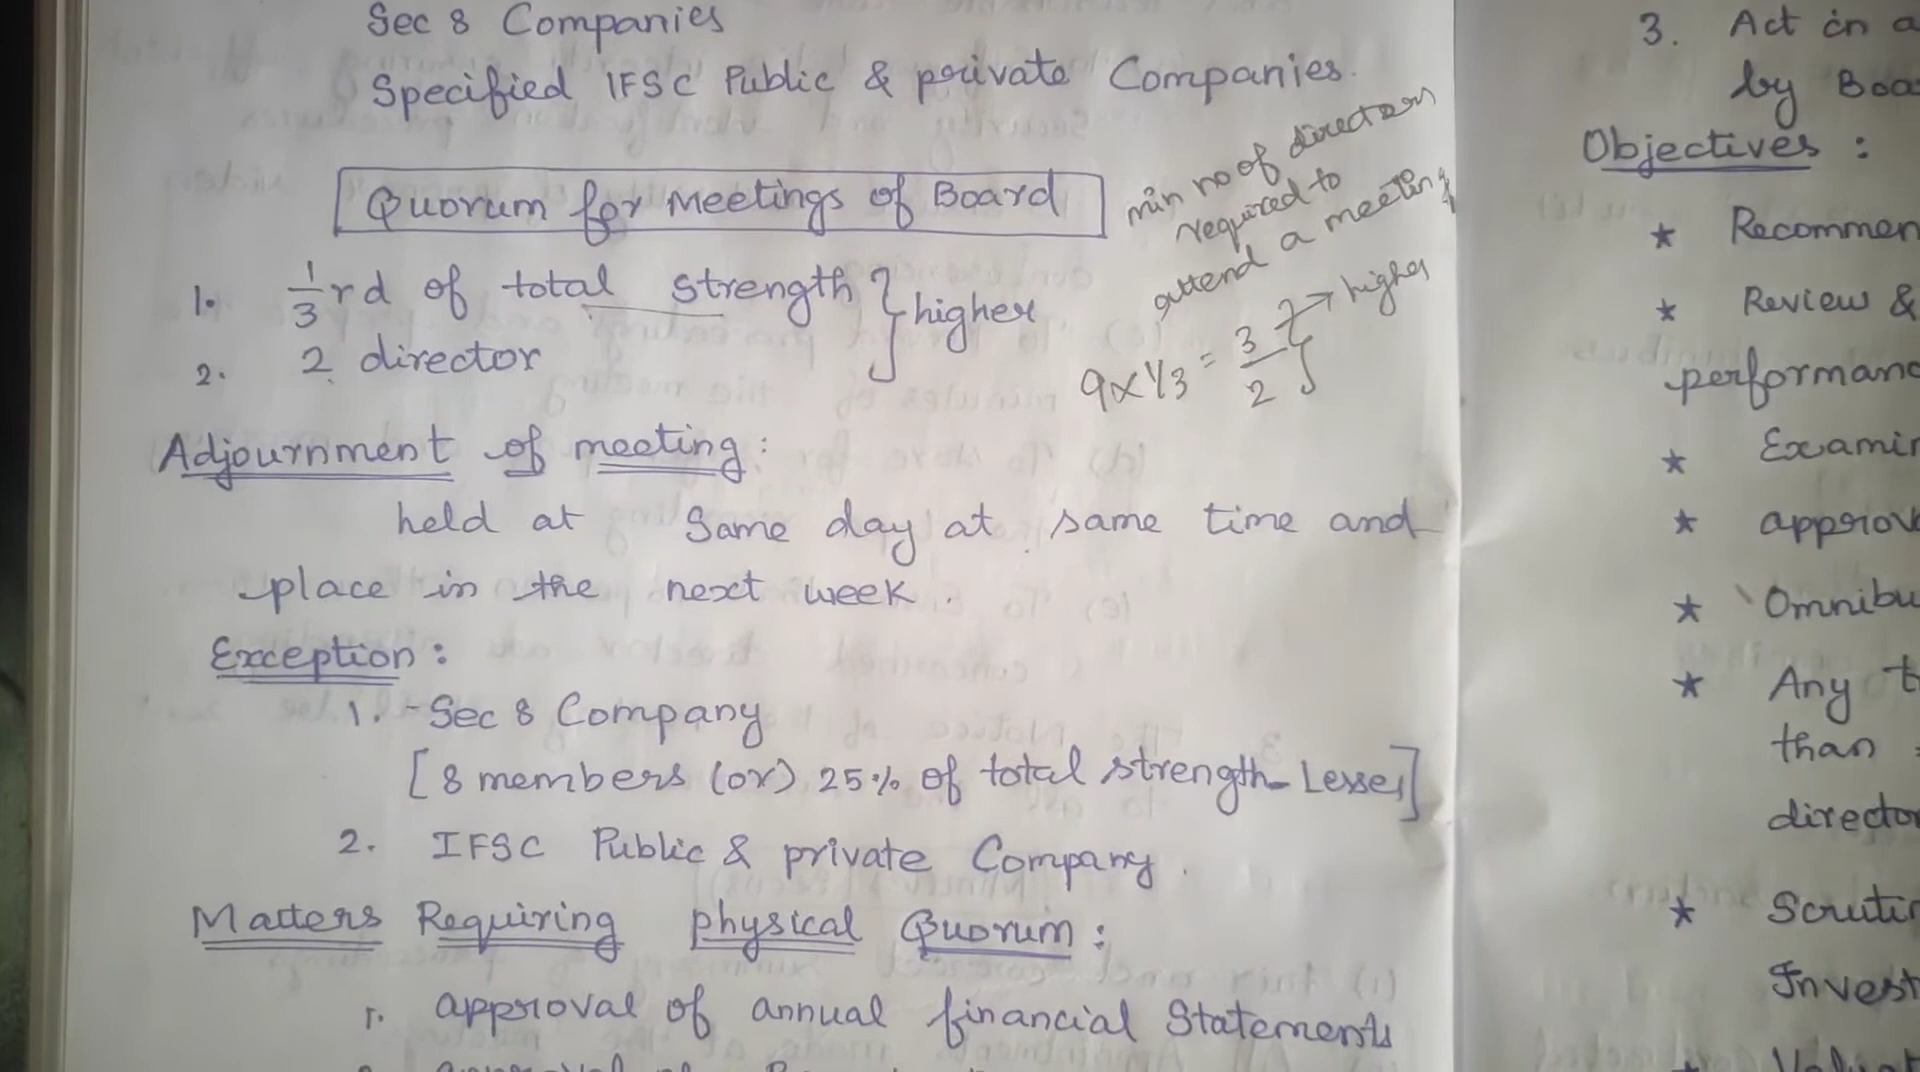 Sec 8 Companies
Specified IFSC Public & private Companies.
Quorum for Meetings of Board
min no of directors
required to
attend a meeting
1. 1/3 rd of total strength } higher
2. 2 director
9x1/3 = 3/2 } → higher
Adjournment of meeting:
held at same day at same time and
place in the next week.
Exception:
1. Sec 8 Company
[8 members (or) 25% of total strength - Lesser]
2. IFSC Public & private Company.
Matters Requiring physical Quorum:
1. approval of annual financial Statements
3. Act in a
by Boa
Objectives:
* Recommen
* Review &
performanc
* Examin
* approv
* Omnibu
* Any t
than
director
* Scrutin
Invest